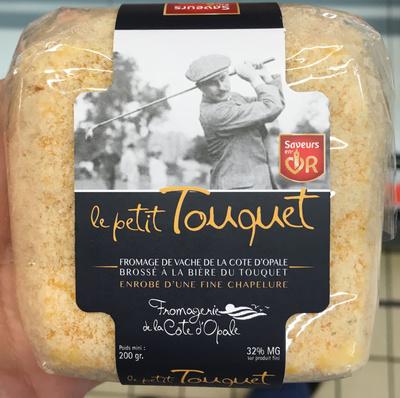 Saveurs
Saveurs
en
OR
le petit Touquet
FROMAGE DE VACHE DE LA COTE D'OPALE
BROSSÉ À LA BIÈRE DU TOUQUET
ENROBÉ D'UNE FINE CHAPELURE
Fromagerie
de la Cote d'Opale
Poids mini :
200 gr.
32% MG
sur produit fini
le petit Touquet